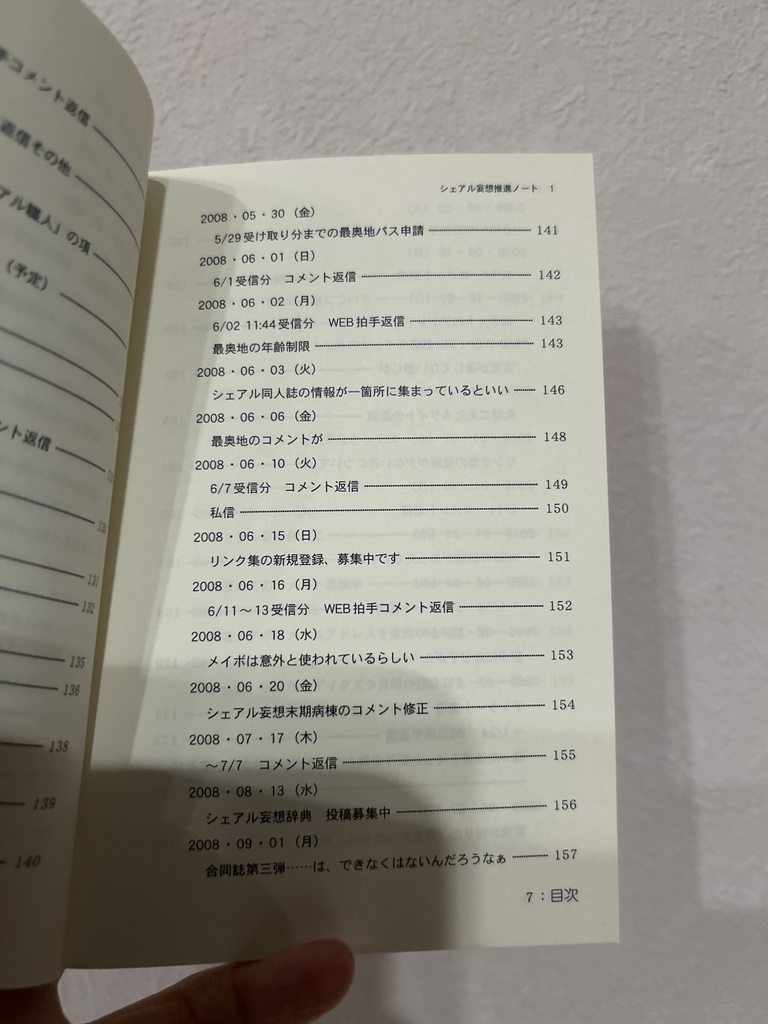 手コメント返信
返信その他
アル職人」の項
(予定)
ント返信
131
132
135
136
138
139
140
シェアル妄想推進ノート 1
2008・05・30(金)
5/29受け取り分までの最奥地パス申請 141
2008・06・01(日)
6/1受信分 コメント返信 142
2008・06・02(月)
6/02 11:44受信分 WEB拍手返信 143
最奥地の年齢制限 143
2008・06・03(火)
シェアル同人誌の情報が一箇所に集まっているといい 146
2008・06・06(金)
最奥地のコメントが 148
2008・06・10(火)
6/7受信分 コメント返信 149
私信 150
2008・06・15(日)
リンク集の新規登録、募集中です 151
2008・06・16(月)
6/11〜13受信分 WEB拍手コメント返信 152
2008・06・18(水)
メイボは意外と使われているらしい 153
2008・06・20(金)
シェアル妄想末期病棟のコメント修正 154
2008・07・17(木)
〜7/7 コメント返信 155
2008・08・13(水)
シェアル妄想辞典 投稿募集中 156
2008・09・01(月)
合同誌第三弾……は、できなくはないんだろうなぁ 157
7:目次